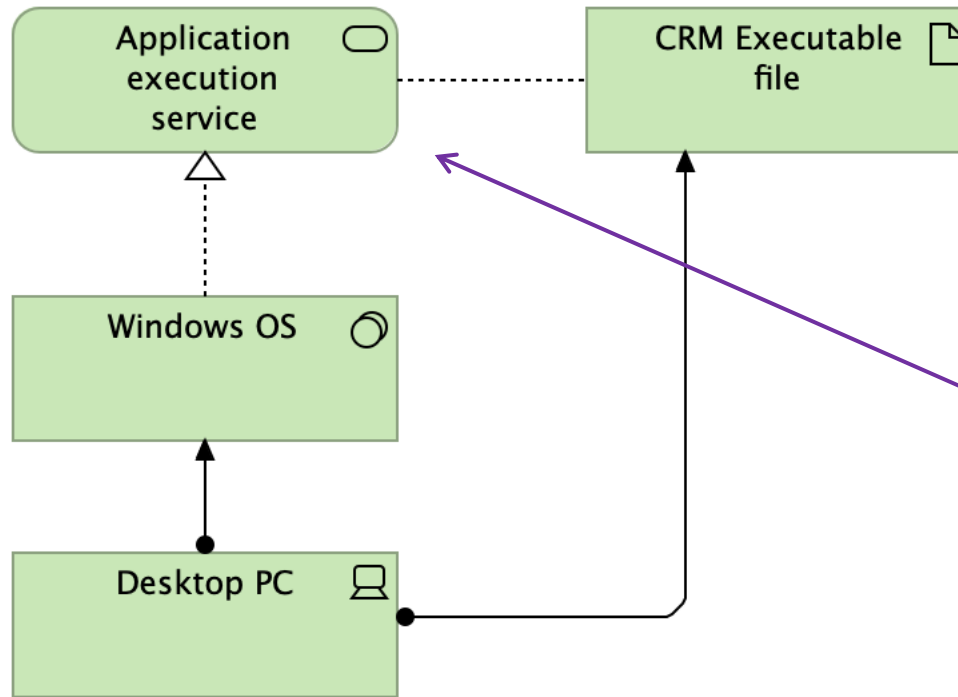 Application
execution
service
CRM Executable
file
Windows OS
Desktop PC